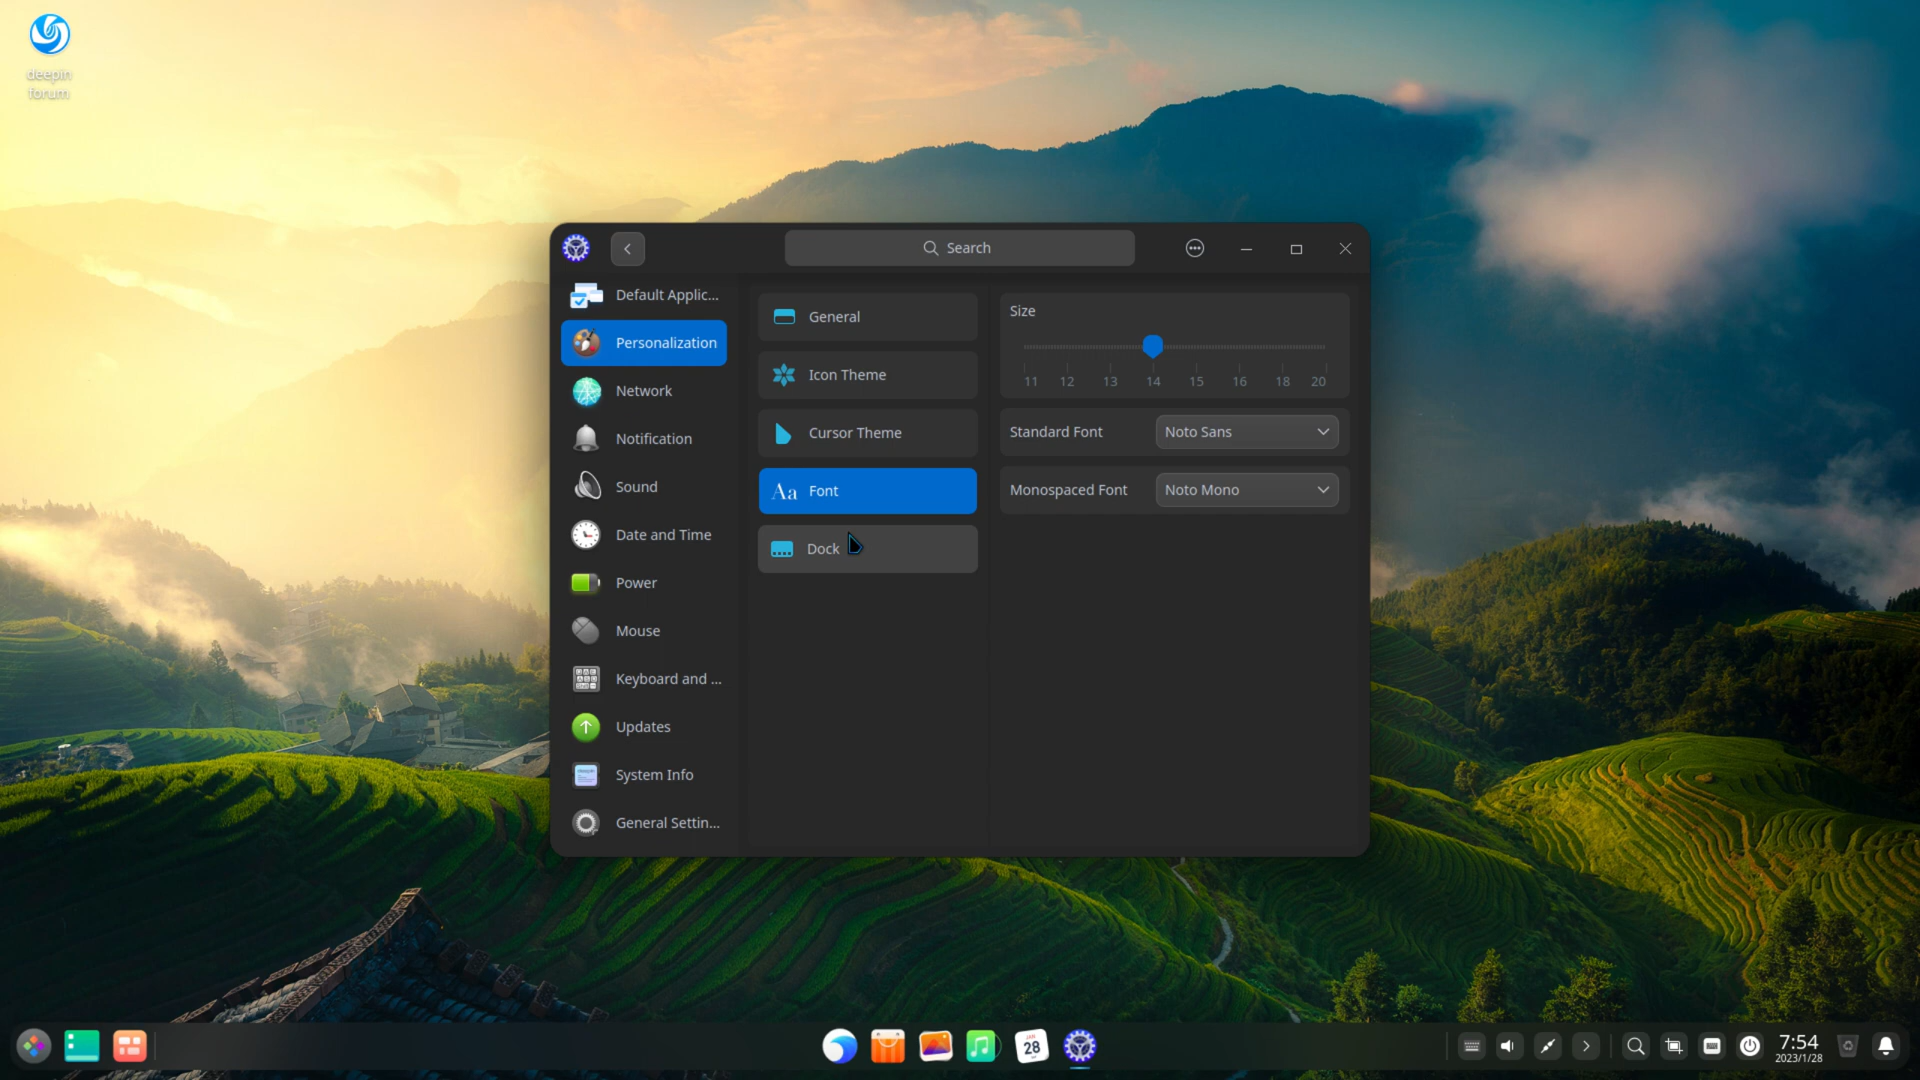 deepin
forum
Search
Default Applic...
Personalization
Network
Notification
Sound
Date and Time
Power
Mouse
Keyboard and ...
Updates
System Info
General Settin...
General
Icon Theme
Cursor Theme
Aa Font
Dock
Size
11 12 13 14 15 16 18 20
Standard Font Noto Sans
Monospaced Font Noto Mono
JAN
28
7:54
2023/1/28